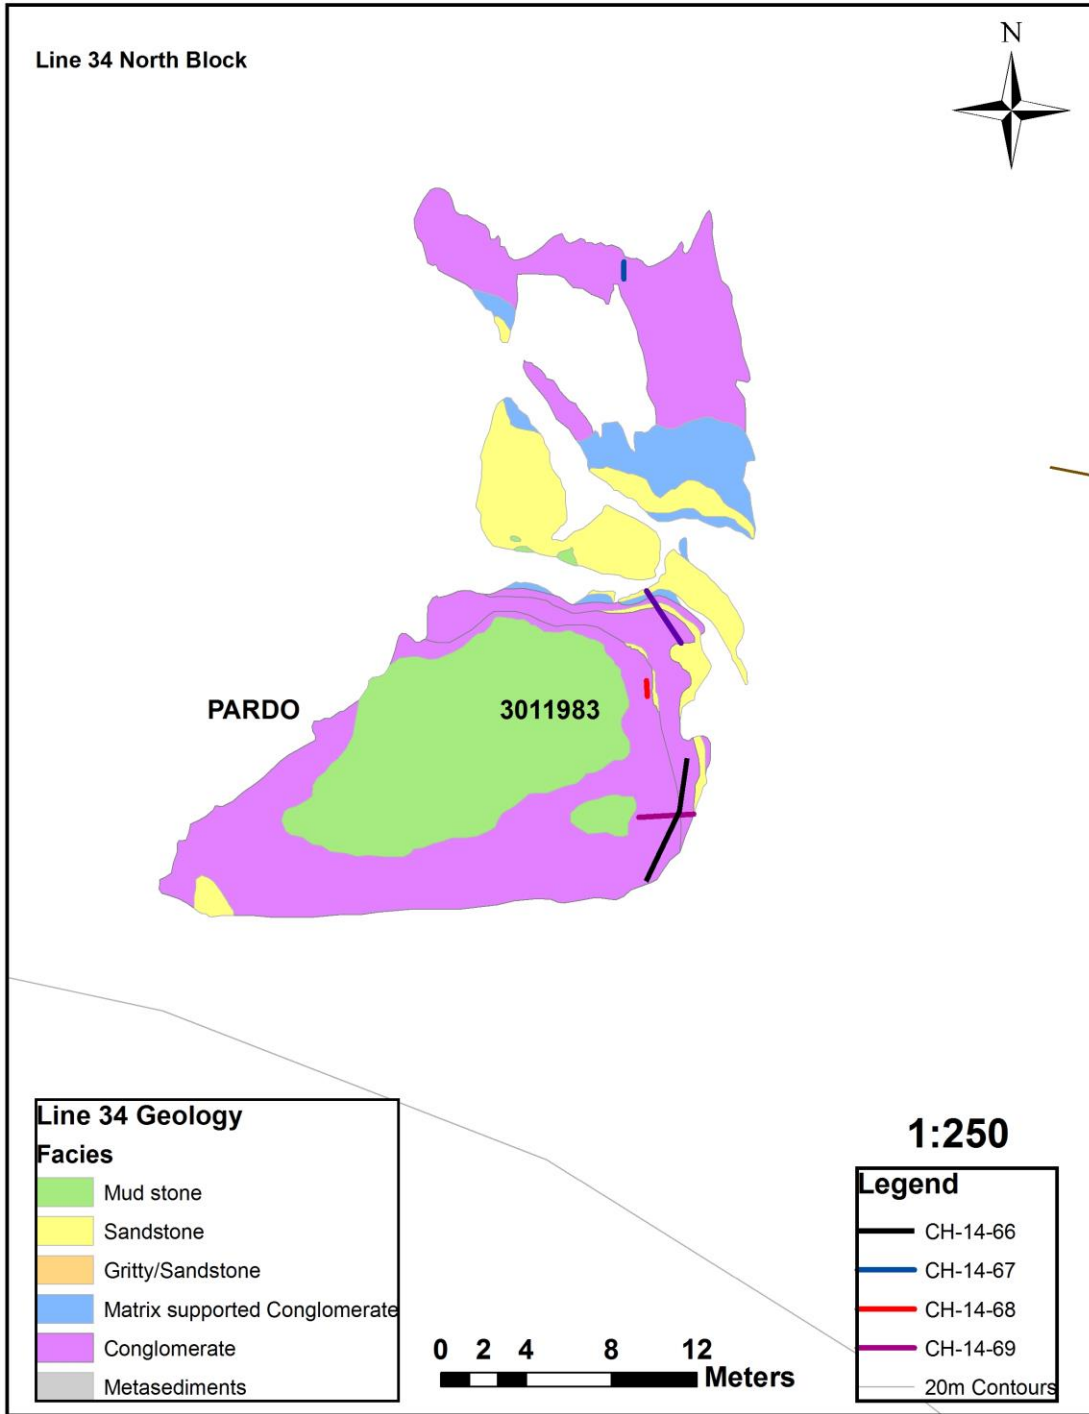 Line 34 North Block
N
PARDO
3011983
Line 34 Geology
Facies
Mud stone
Sandstone
Gritty/Sandstone
Matrix supported Conglomerate
Conglomerate
Metasediments
0 2 4 8 12
Meters
1:250
Legend
CH-14-66
CH-14-67
CH-14-68
CH-14-69
20m Contours